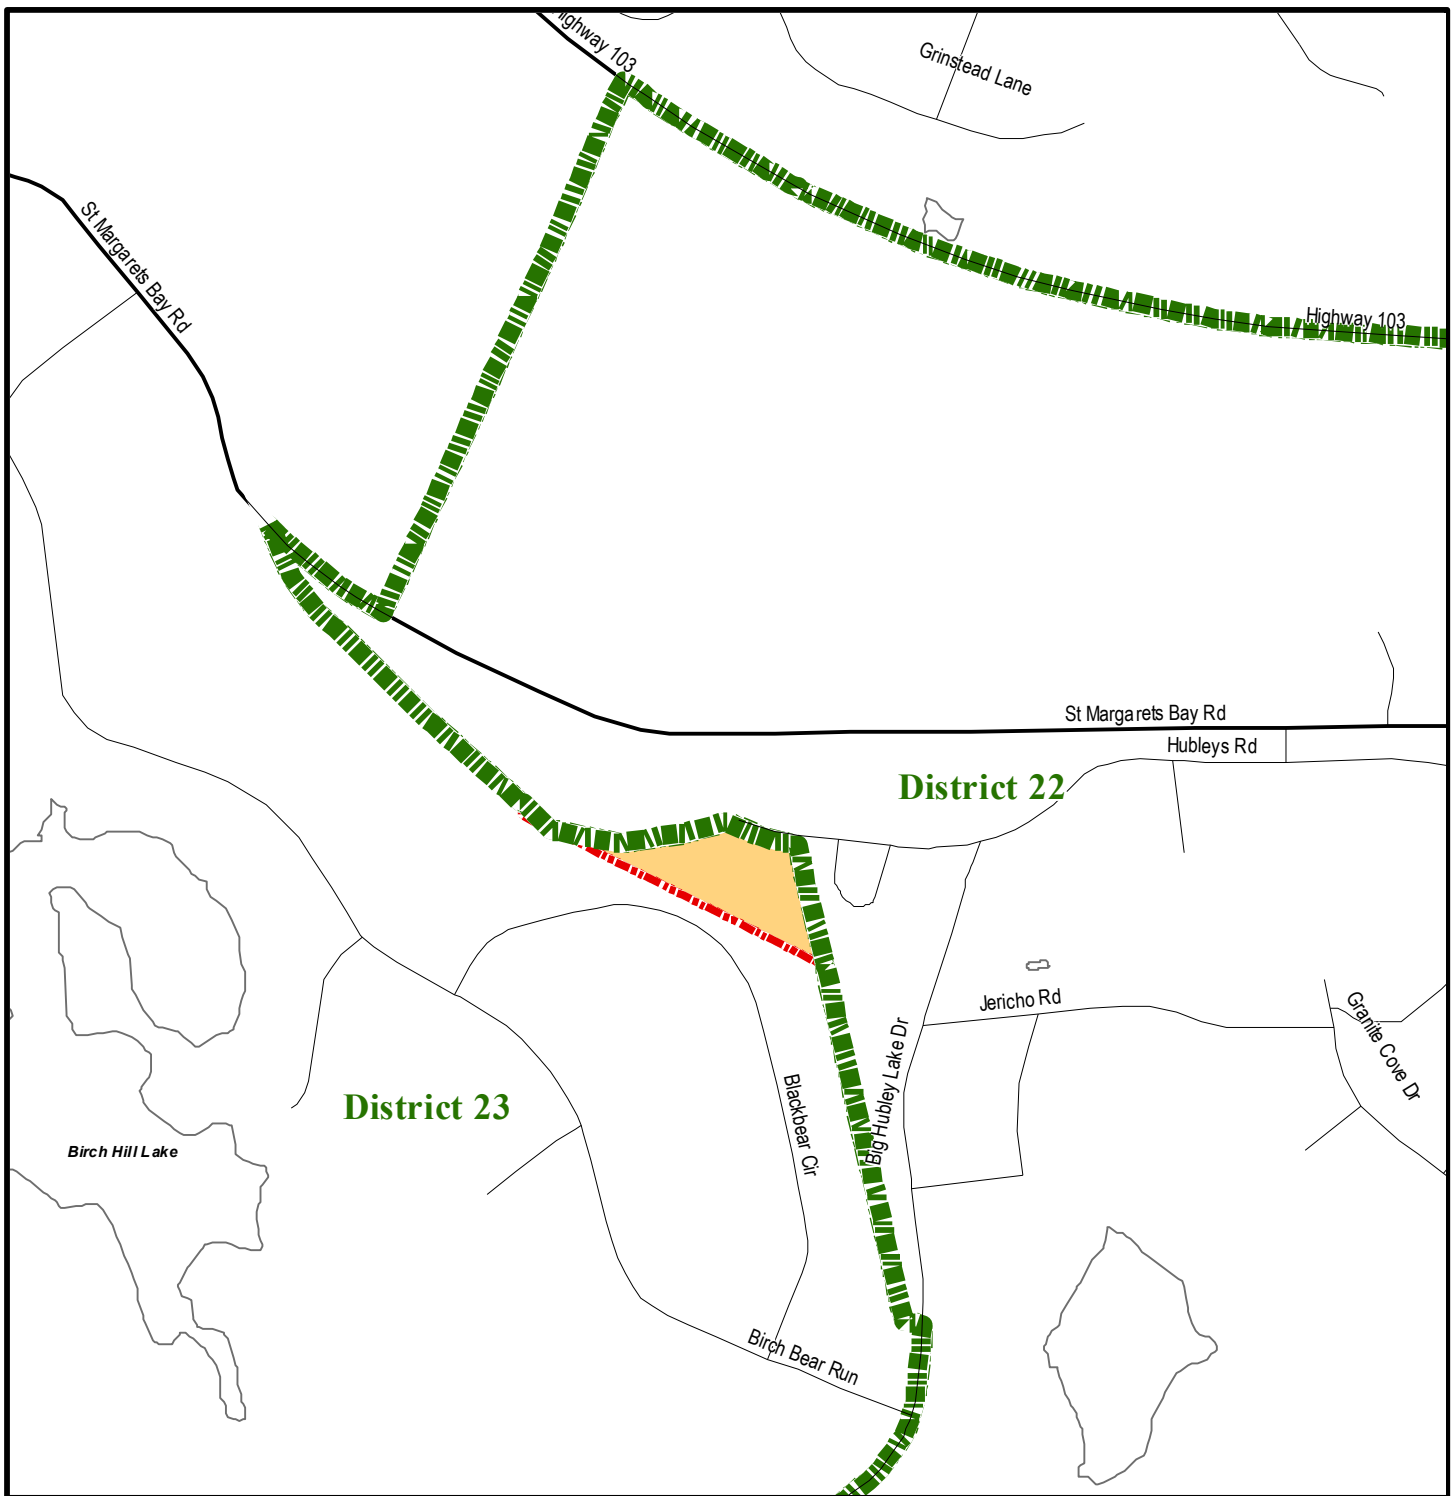 Highway 103
Grinstead Lane
St Margarets Bay Rd
Highway 103
St Margarets Bay Rd
Hubleys Rd
District 22
Jericho Rd
Granite Cove Dr
Big Hubley Lake Dr
Blackbear Cir
District 23
Birch Hill Lake
Birch Bear Run